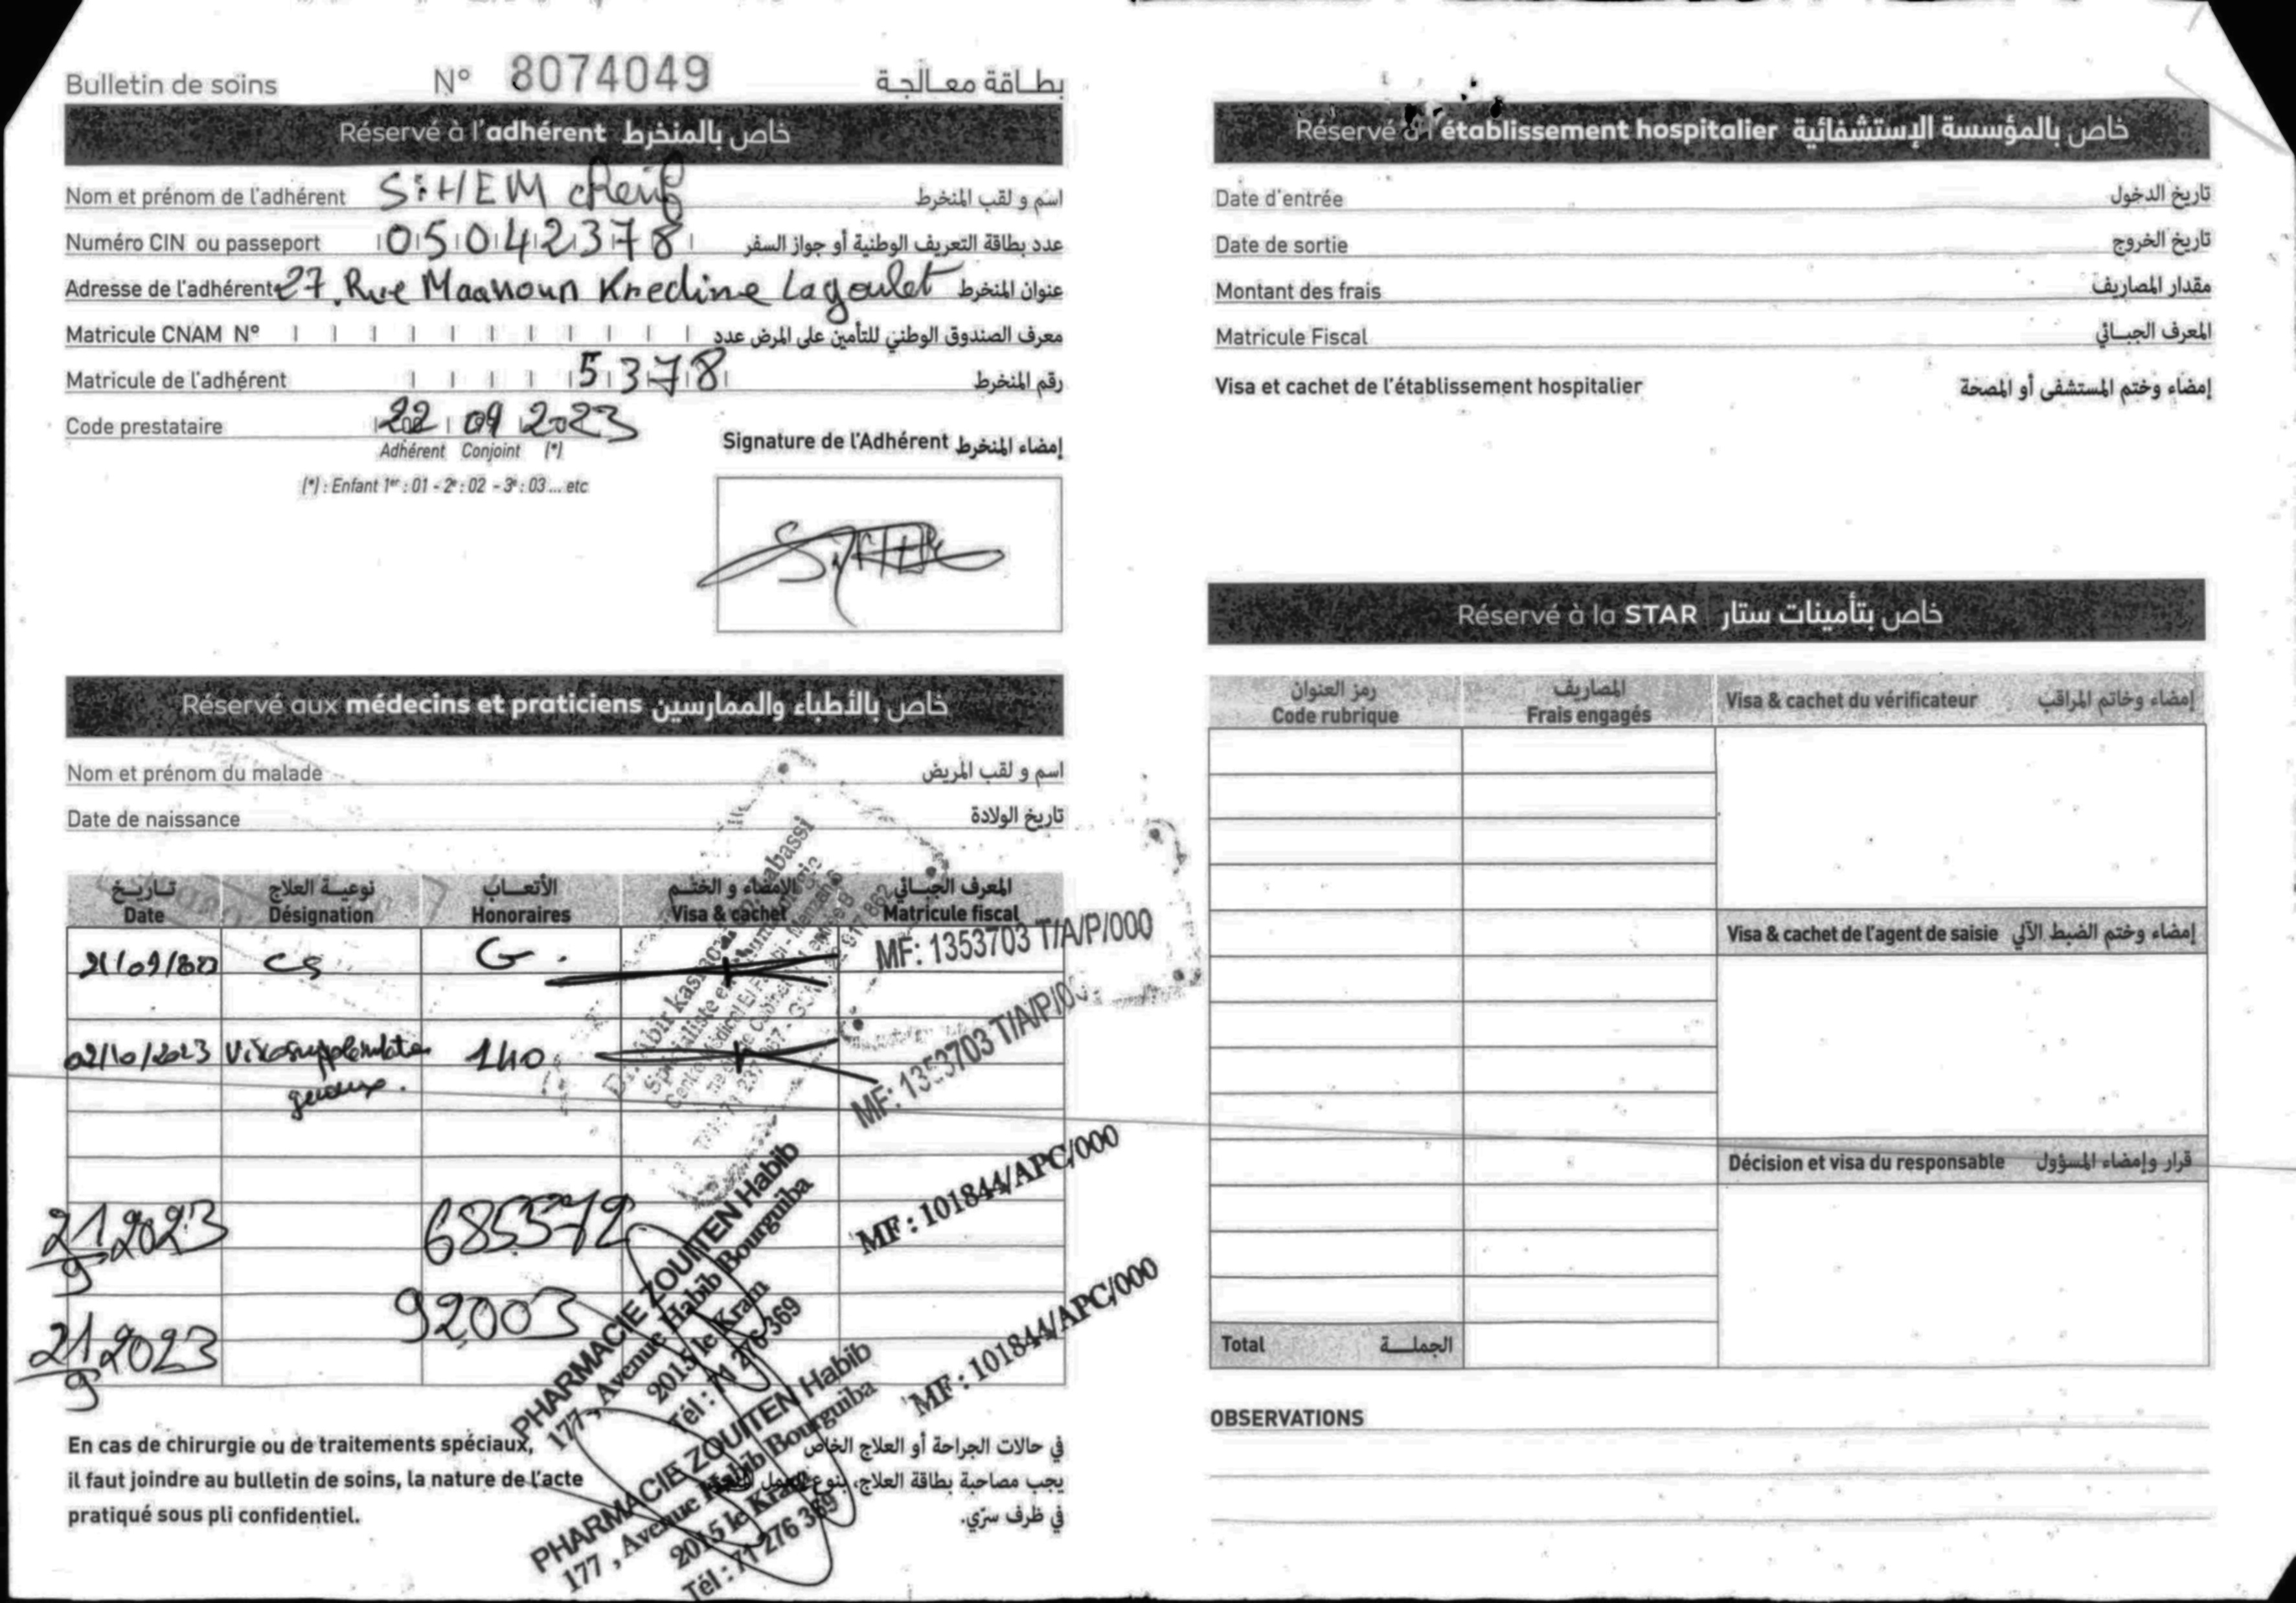 Bulletin de soins N° 8074049 بطاقة معالجة
Réservé à l'adhérent خاص بالمنخرط
Nom et prénom de l'adhérent SiHEM cherif اسم و لقب المنخرط
Numéro CIN ou passeport 05042378 عدد بطاقة التعريف الوطنية أو جواز السفر
Adresse de l'adhérent 27, Rue Maanoun Kredine Lagoulet عنوان المنخرط
Matricule CNAM N° معرف الصندوق الوطني للتأمين على المرض عدد
Matricule de l'adhérent 5378 رقم المنخرط
Code prestataire 22 09 2023
Adhérent Conjoint (*)
(*) : Enfant 1er : 01 - 2e : 02 - 3e : 03 ... etc
Signature de l'Adhérent إمضاء المنخرط
Réservé aux médecins et praticiens خاص بالأطباء والممارسين
Nom et prénom du malade اسم و لقب المريض
Date de naissance تاريخ الولادة
تاريخ نوعية العلاج الأتعاب الإمضاء و الختم المعرف الجبائي
Date Désignation Honoraires Visa & cachet Matricule fiscal
21/09/ cs G. MF: 1353703 T/A/P/000
02/10/2023 140 MF: 1353703 T/A/P/
genoux.
21/9 2023 685572 MF : 101844/APC/000
21/9 2023 92003 MF : 101844/APC/000
PHARMACIE ZOUITEN Habib
177, Avenue Habib Bourguiba
2015 le Kram
Tél : 71 276 369
PHARMACIE ZOUITEN Habib
177, Avenue Habib Bourguiba
2015 le Kram
Tél : 71 276 369
En cas de chirurgie ou de traitements spéciaux, في حالات الجراحة أو العلاج الخاص
il faut joindre au bulletin de soins, la nature de l'acte يجب مصاحبة بطاقة العلاج، بنوع
pratiqué sous pli confidentiel. في ظرف سرّي.
Réservé à l'établissement hospitalier خاص بالمؤسسة الإستشفائية
Date d'entrée تاريخ الدخول
Date de sortie تاريخ الخروج
Montant des frais مقدار المصاريف
Matricule Fiscal المعرف الجبائي
Visa et cachet de l'établissement hospitalier إمضاء وختم المستشفى أو المصحة
Réservé à la STAR خاص بتأمينات ستار
رمز العنوان المصاريف
Code rubrique Frais engagés Visa & cachet du vérificateur إمضاء وخاتم المراقب
Visa & cachet de l'agent de saisie إمضاء وختم الضبط الآلي
Décision et visa du responsable قرار وإمضاء المسؤول
Total الجملة
OBSERVATIONS